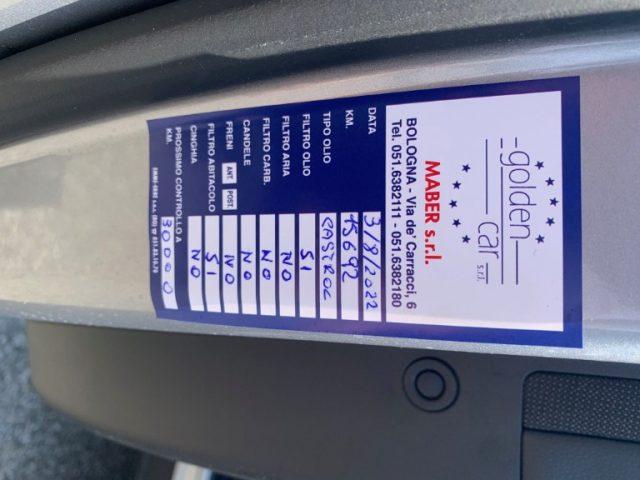 golden
car s.r.l.
MABER s.r.l.
BOLOGNA - Via de' Carracci, 6
Tel. 051.6382111 - 051.6382180
DATA 3/8/2022
KM. 15692
TIPO OLIO CASTROL
FILTRO OLIO SI
FILTRO ARIA NO
FILTRO CARB. NO
CANDELE NO
FRENI ANT. POST. NO
FILTRO ABITACOLO SI
CINGHIA NO
PROSSIMO CONTROLLO A
KM. 30000